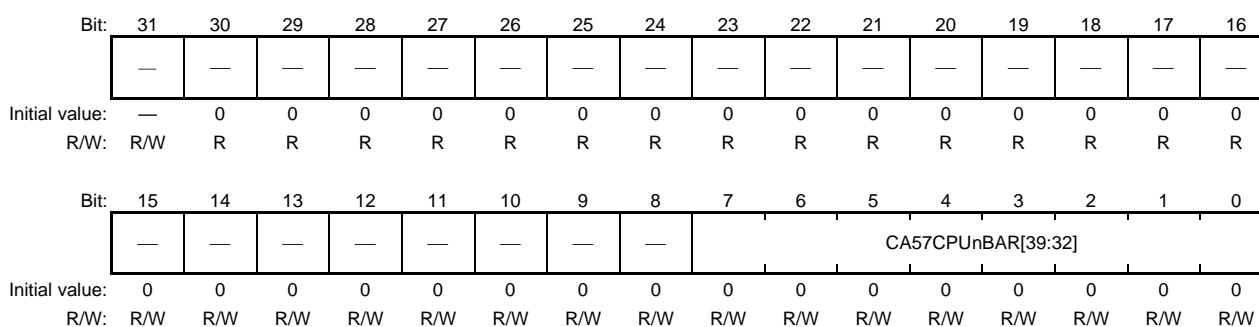 Bit: 31 30 29 28 27 26 25 24 23 22 21 20 19 18 17 16
— — — — — — — — — — — — — — — —
Initial value: — 0 0 0 0 0 0 0 0 0 0 0 0 0 0 0
R/W: R/W R R R R R R R R R R R R R R R
Bit: 15 14 13 12 11 10 9 8 7 6 5 4 3 2 1 0
— — — — — — — — CA57CPUnBAR[39:32]
Initial value: 0 0 0 0 0 0 0 0 0 0 0 0 0 0 0 0
R/W: R/W R/W R/W R/W R/W R/W R/W R/W R/W R/W R/W R/W R/W R/W R/W R/W